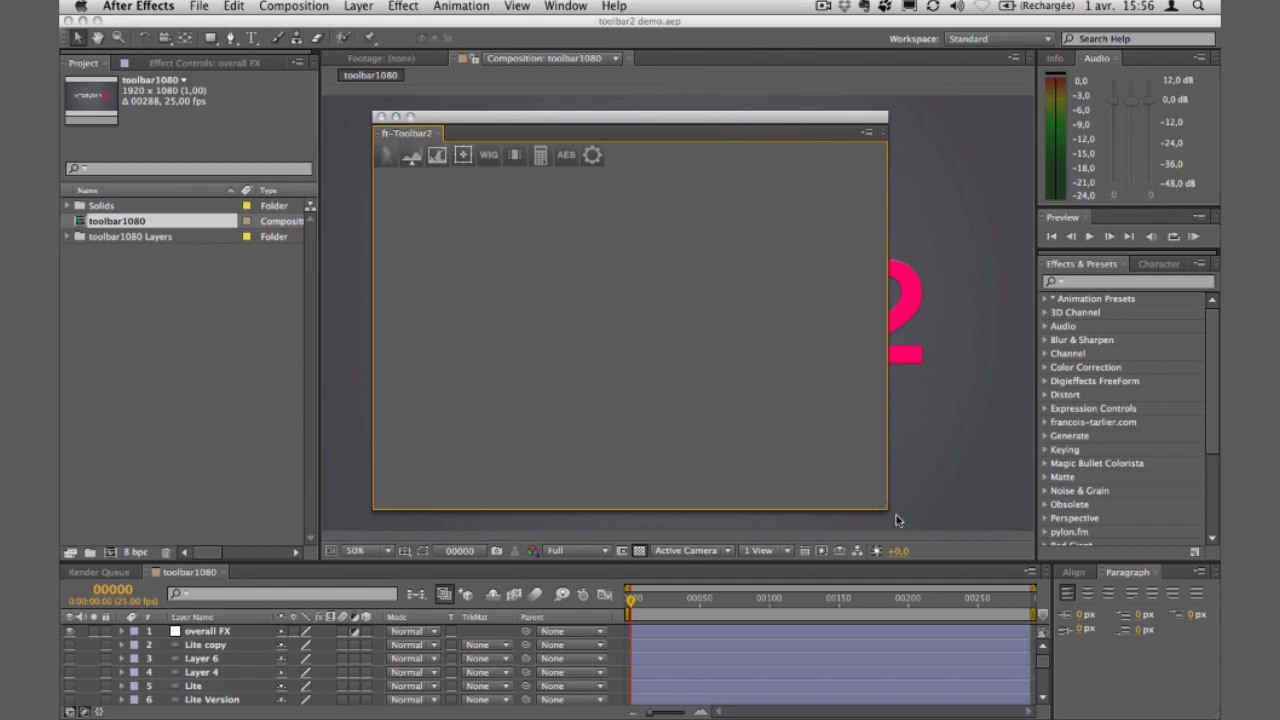 After Effects File Edit Composition Layer Effect Animation View Window Help (Rechargée) 1 avr. 15:56
toolbar2 demo.aep
Workspace: Standard Search Help
Project Effect Controls: overall FX Footage: (none) Composition: toolbar1080 Info Audio
toolbar1080
toolbar1080
1920 x 1080 (1,00)
Δ 00288, 25,00 fps
ft-Toolbar2
WIG AES
0,0
-3,0
-6,0
-9,0
-12,0
-15,0
-18,0
-21,0
-24,0
12,0 dB
0,0 dB
-12,0
-24,0
-36,0
-48,0 dB
0 0
Name Type
Solids Folder
toolbar1080 Compositi
toolbar1080 Layers Folder
2
Preview
Effects & Presets Character
* Animation Presets
3D Channel
Audio
Blur & Sharpen
Channel
Color Correction
Digieffects FreeForm
Distort
Expression Controls
francois-tarlier.com
Generate
Keying
Magic Bullet Colorista
Matte
Noise & Grain
Obsolete
Perspective
pylon.fm
8 bpc
50% 00000 Full Active Camera 1 View +0,0
Render Queue toolbar1080
00000
0:00:00:00 (25.00 fps)
00050 00100 00150 00200 00250
# Layer Name Mode T TrkMat Parent
1 overall FX Normal None
2 Lite copy Normal None None
3 Layer 6 Normal None None
4 Layer 4 Normal None None
5 Lite Normal None None
6 Lite Version Normal None None
Align Paragraph
0 px 0 px 0 px
0 px 0 px